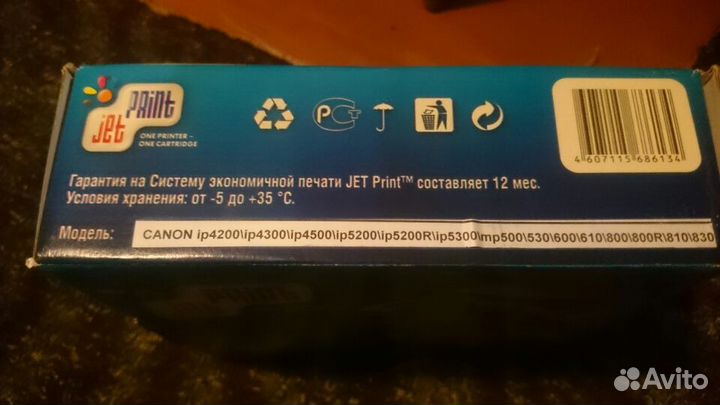 PRINT
jet
ONE PRINTER -
ONE CARTRIDGE
РСТ
4 607115 686134
Гарантия на Систему экономичной печати JET Print™ составляет 12 мес.
Условия хранения: от -5 до +35 °C.
Модель: CANON ip4200\ip4300\ip4500\ip5200\ip5200R\ip5300\mp500\530\600\610\800\800R\810\830
Avito